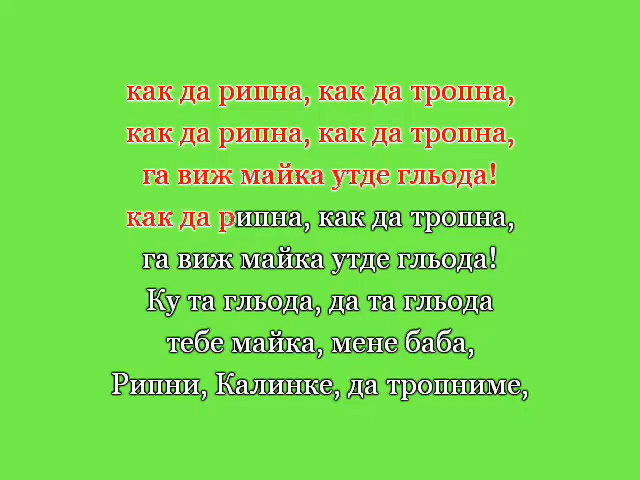 как да рипна, как да тропна,
как да рипна, как да тропна,
га виж майка утде гльода!
как да рипна, как да тропна,
га виж майка утде гльода!
Ку та гльода, да та гльода
тебе майка, мене баба,
Рипни, Калинке, да тропниме,